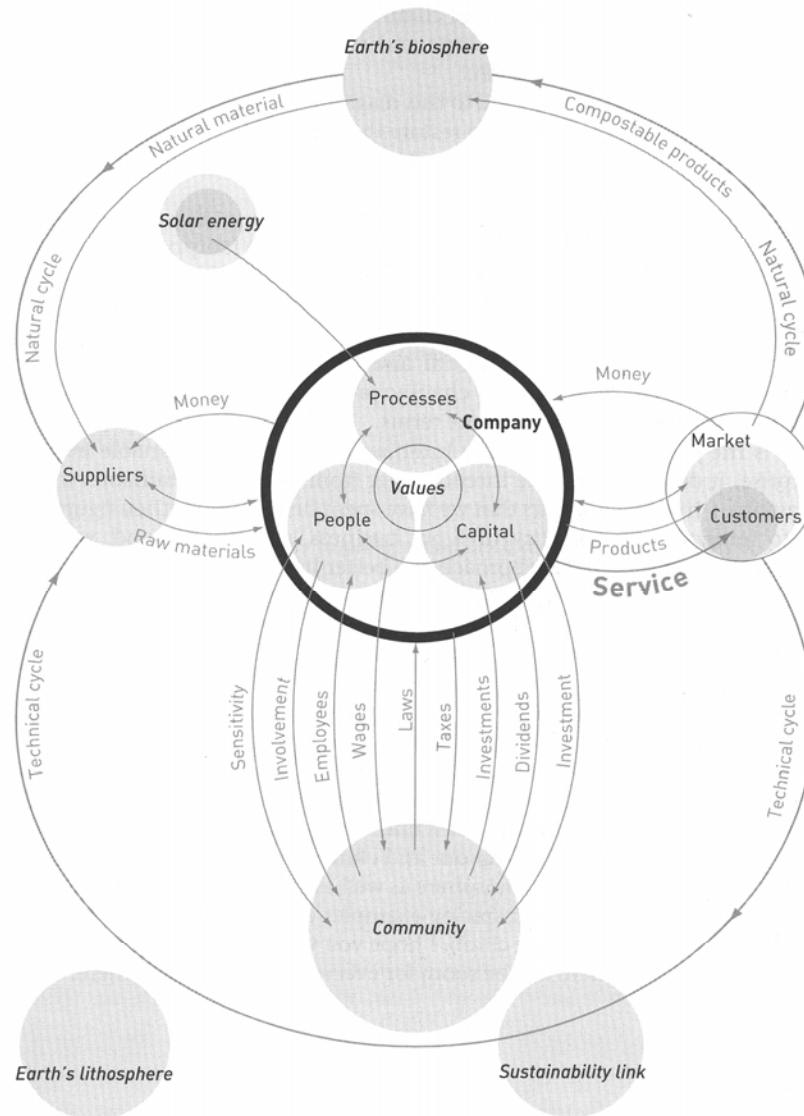 Earth's biosphere
Natural material
Compostable products
Solar energy
Natural cycle
Natural cycle
Money
Processes
Company
Money
Market
Suppliers
Values
People
Capital
Customers
Raw materials
Products
Service
Sensitivity
Involvement
Employees
Wages
Laws
Taxes
Investments
Dividends
Investment
Technical cycle
Technical cycle
Community
Earth's lithosphere
Sustainability link